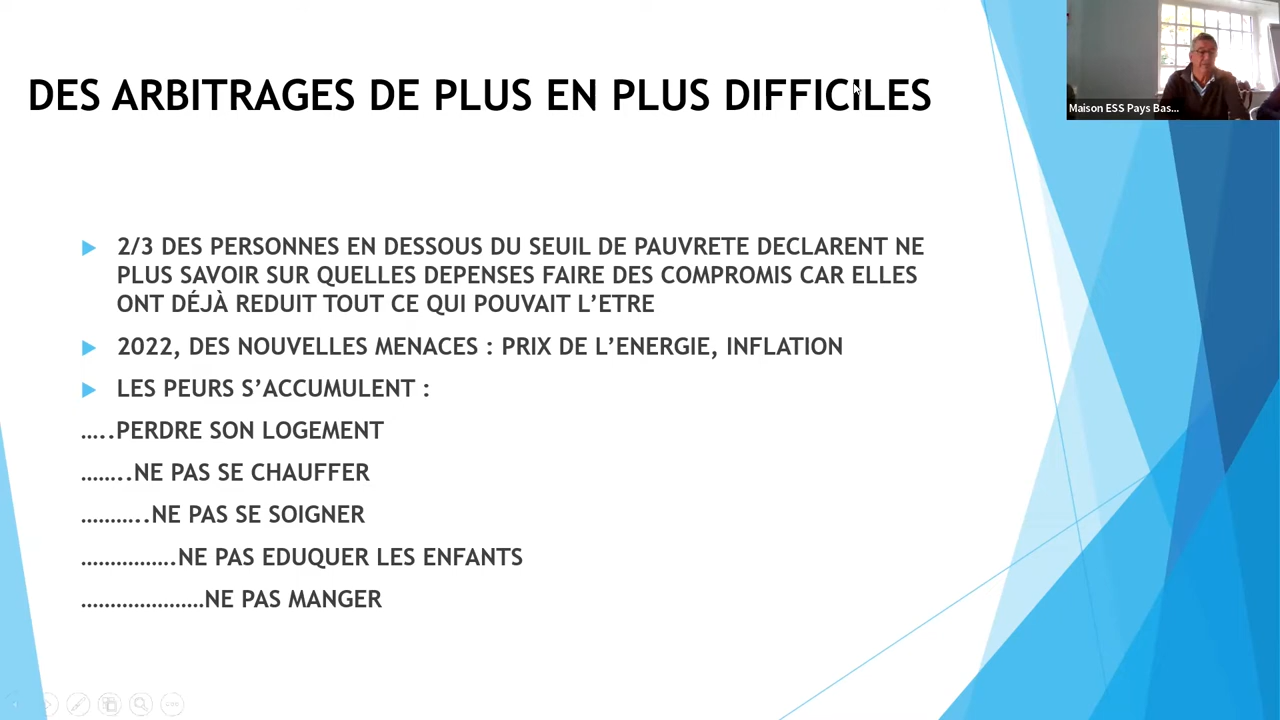 DES ARBITRAGES DE PLUS EN PLUS DIFFICILES
Maison ESS Pays Bas...
2/3 DES PERSONNES EN DESSOUS DU SEUIL DE PAUVRETE DECLARENT NE
PLUS SAVOIR SUR QUELLES DEPENSES FAIRE DES COMPROMIS CAR ELLES
ONT DÉJÀ REDUIT TOUT CE QUI POUVAIT L’ETRE
2022, DES NOUVELLES MENACES : PRIX DE L’ENERGIE, INFLATION
LES PEURS S’ACCUMULENT :
…..PERDRE SON LOGEMENT
……..NE PAS SE CHAUFFER
………..NE PAS SE SOIGNER
…………….NE PAS EDUQUER LES ENFANTS
…………………NE PAS MANGER